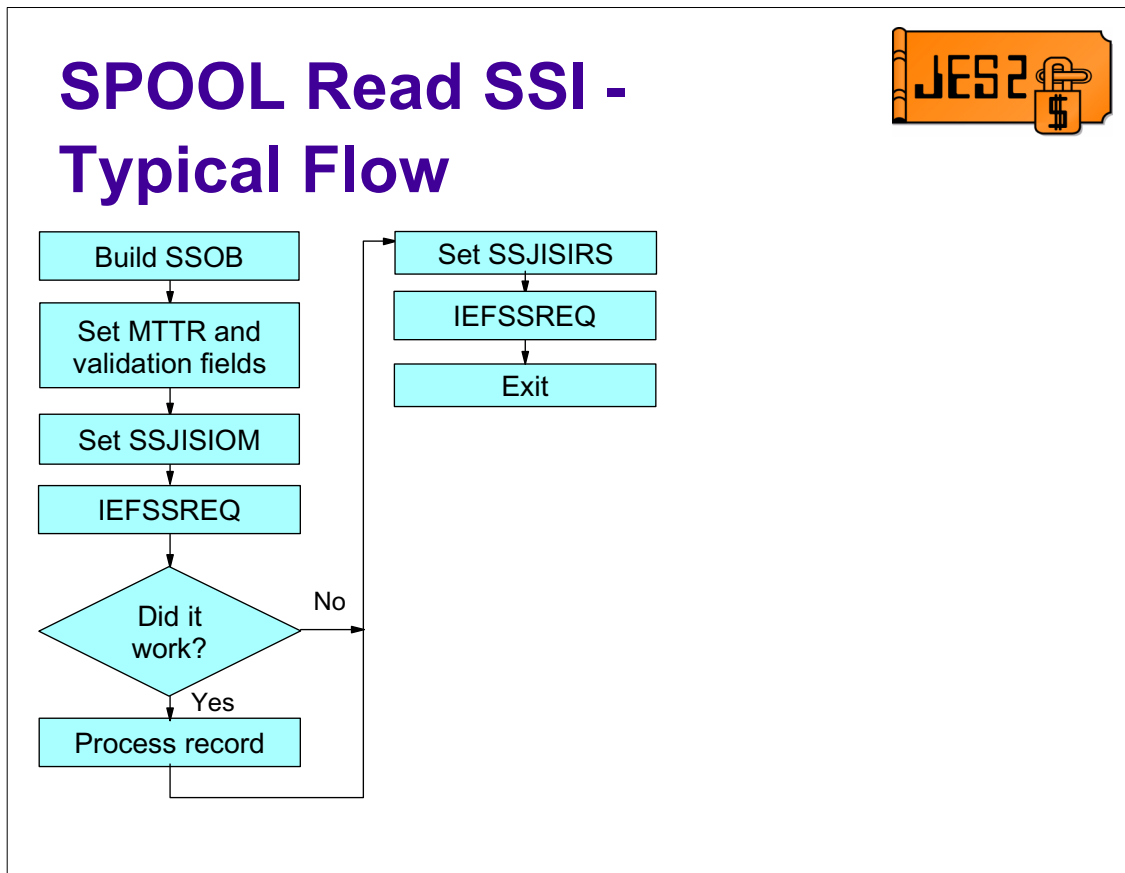 SPOOL Read SSI -
Typical Flow
JES2
$
Build SSOB
Set MTTR and
validation fields
Set SSJISIOM
IEFSSREQ
Did it
work?
No
Yes
Process record
Set SSJISIRS
IEFSSREQ
Exit